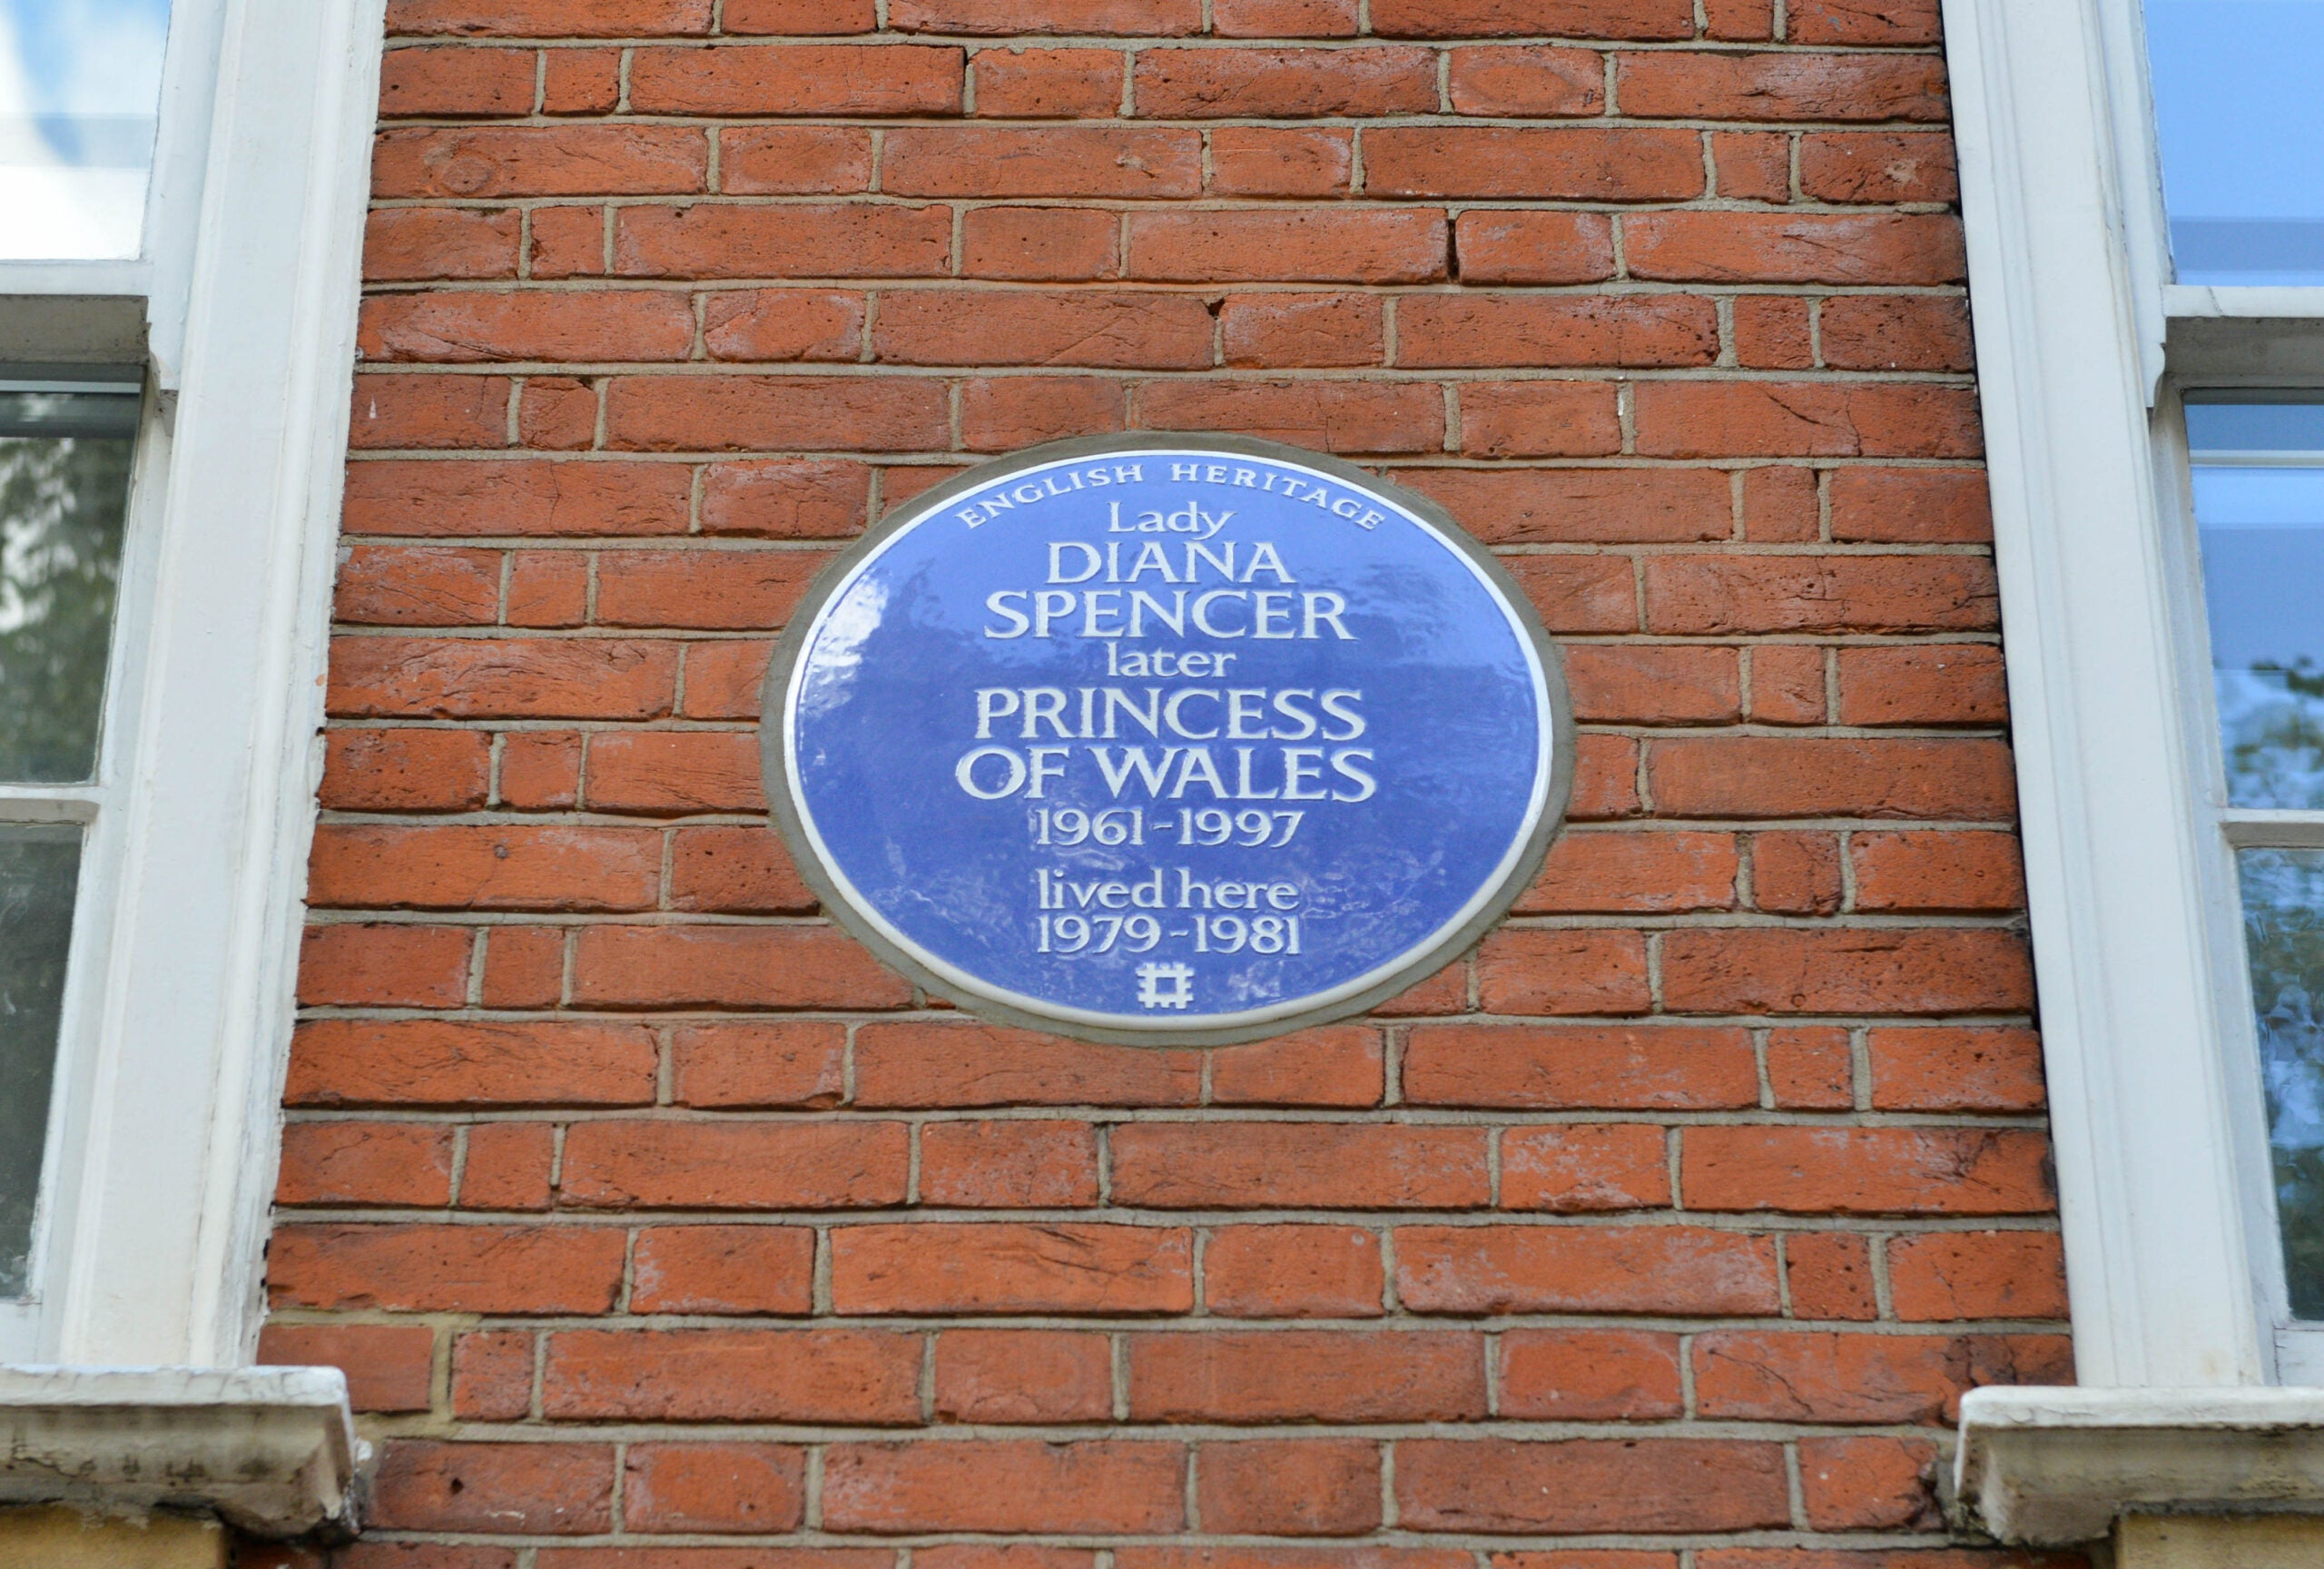 ENGLISH HERITAGE
Lady
DIANA
SPENCER
later
PRINCESS
OF WALES
1961-1997
lived here
1979-1981